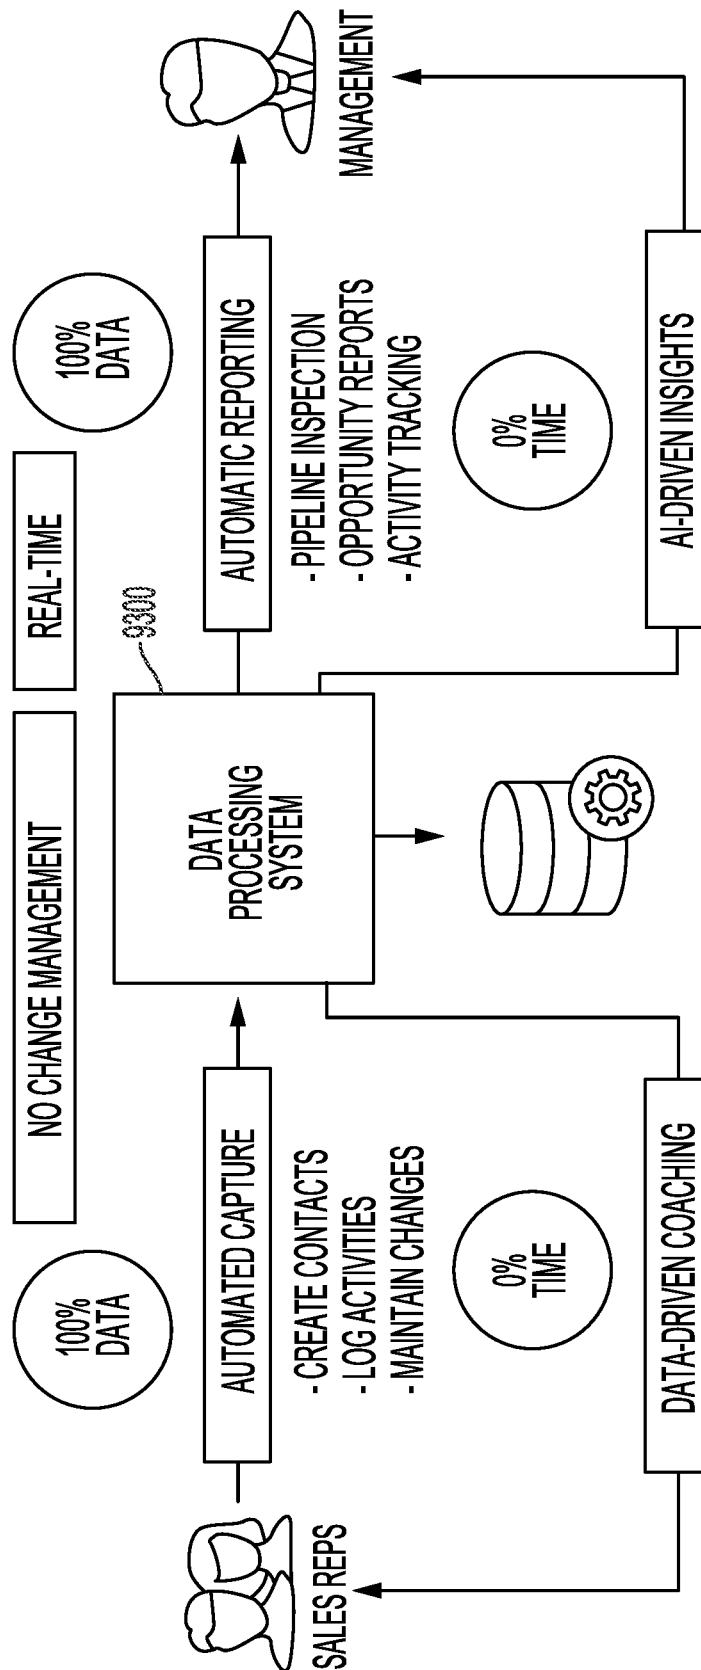 100%
DATA
NO CHANGE MANAGEMENT
REAL-TIME
100%
DATA
SALES REPS
AUTOMATED CAPTURE
- CREATE CONTACTS
- LOG ACTIVITIES
- MAINTAIN CHANGES
DATA
PROCESSING
SYSTEM
9300
AUTOMATIC REPORTING
- PIPELINE INSPECTION
- OPPORTUNITY REPORTS
- ACTIVITY TRACKING
MANAGEMENT
0%
TIME
0%
TIME
DATA-DRIVEN COACHING
AI-DRIVEN INSIGHTS